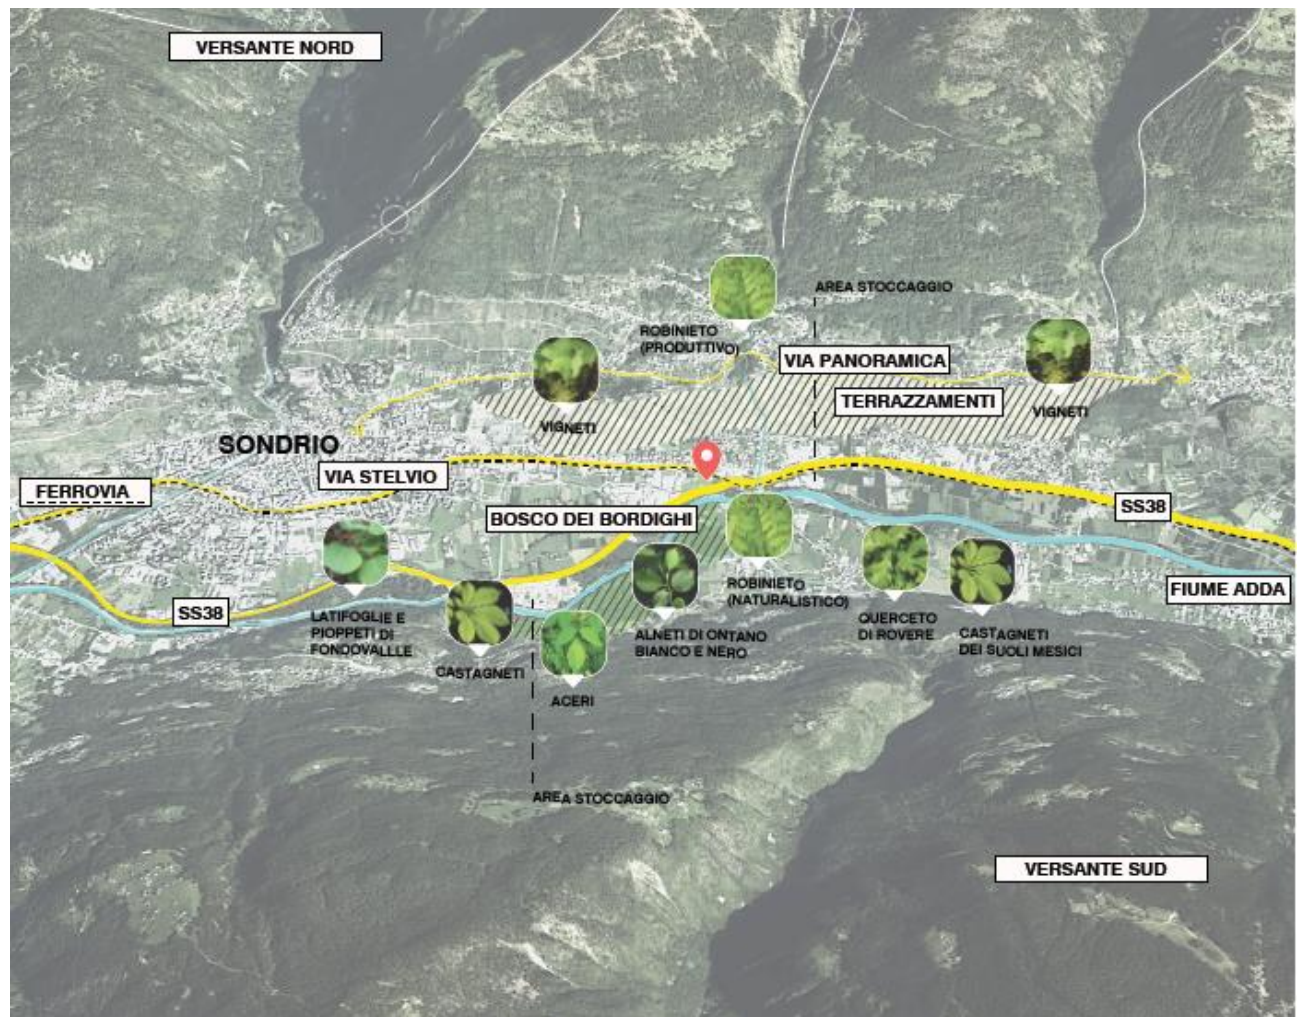 VERSANTE NORD
AREA STOCCAGGIO
ROBINIETO
(PRODUTTIVO)
VIA PANORAMICA
TERRAZZAMENTI
VIGNETI
VIGNETI
SONDRIO
VIA STELVIO
FERROVIA
SS38
BOSCO DEI BORDIGHI
FIUME ADDA
ROBINIETO
(NATURALISTICO)
SS38
LATIFOGLIE E
PIOPPETI DI
FONDOVALLLE
QUERCETO
DI ROVERE
CASTAGNETI
DEI SUOLI MESICI
ALNETI DI ONTANO
BIANCO E NERO
CASTAGNETI
ACERI
AREA STOCCAGGIO
VERSANTE SUD